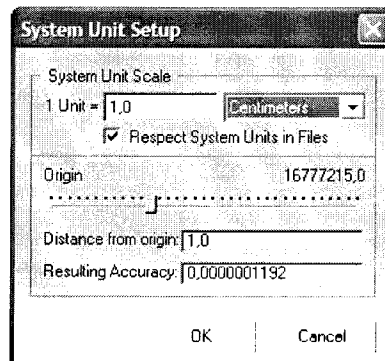 System Unit Setup
System Unit Scale
1 Unit = 1,0 Centimeters
Respect System Units in Files
Origin 16777215,0
Distance from origin: 1,0
Resulting Accuracy: 0,0000001192
OK Cancel